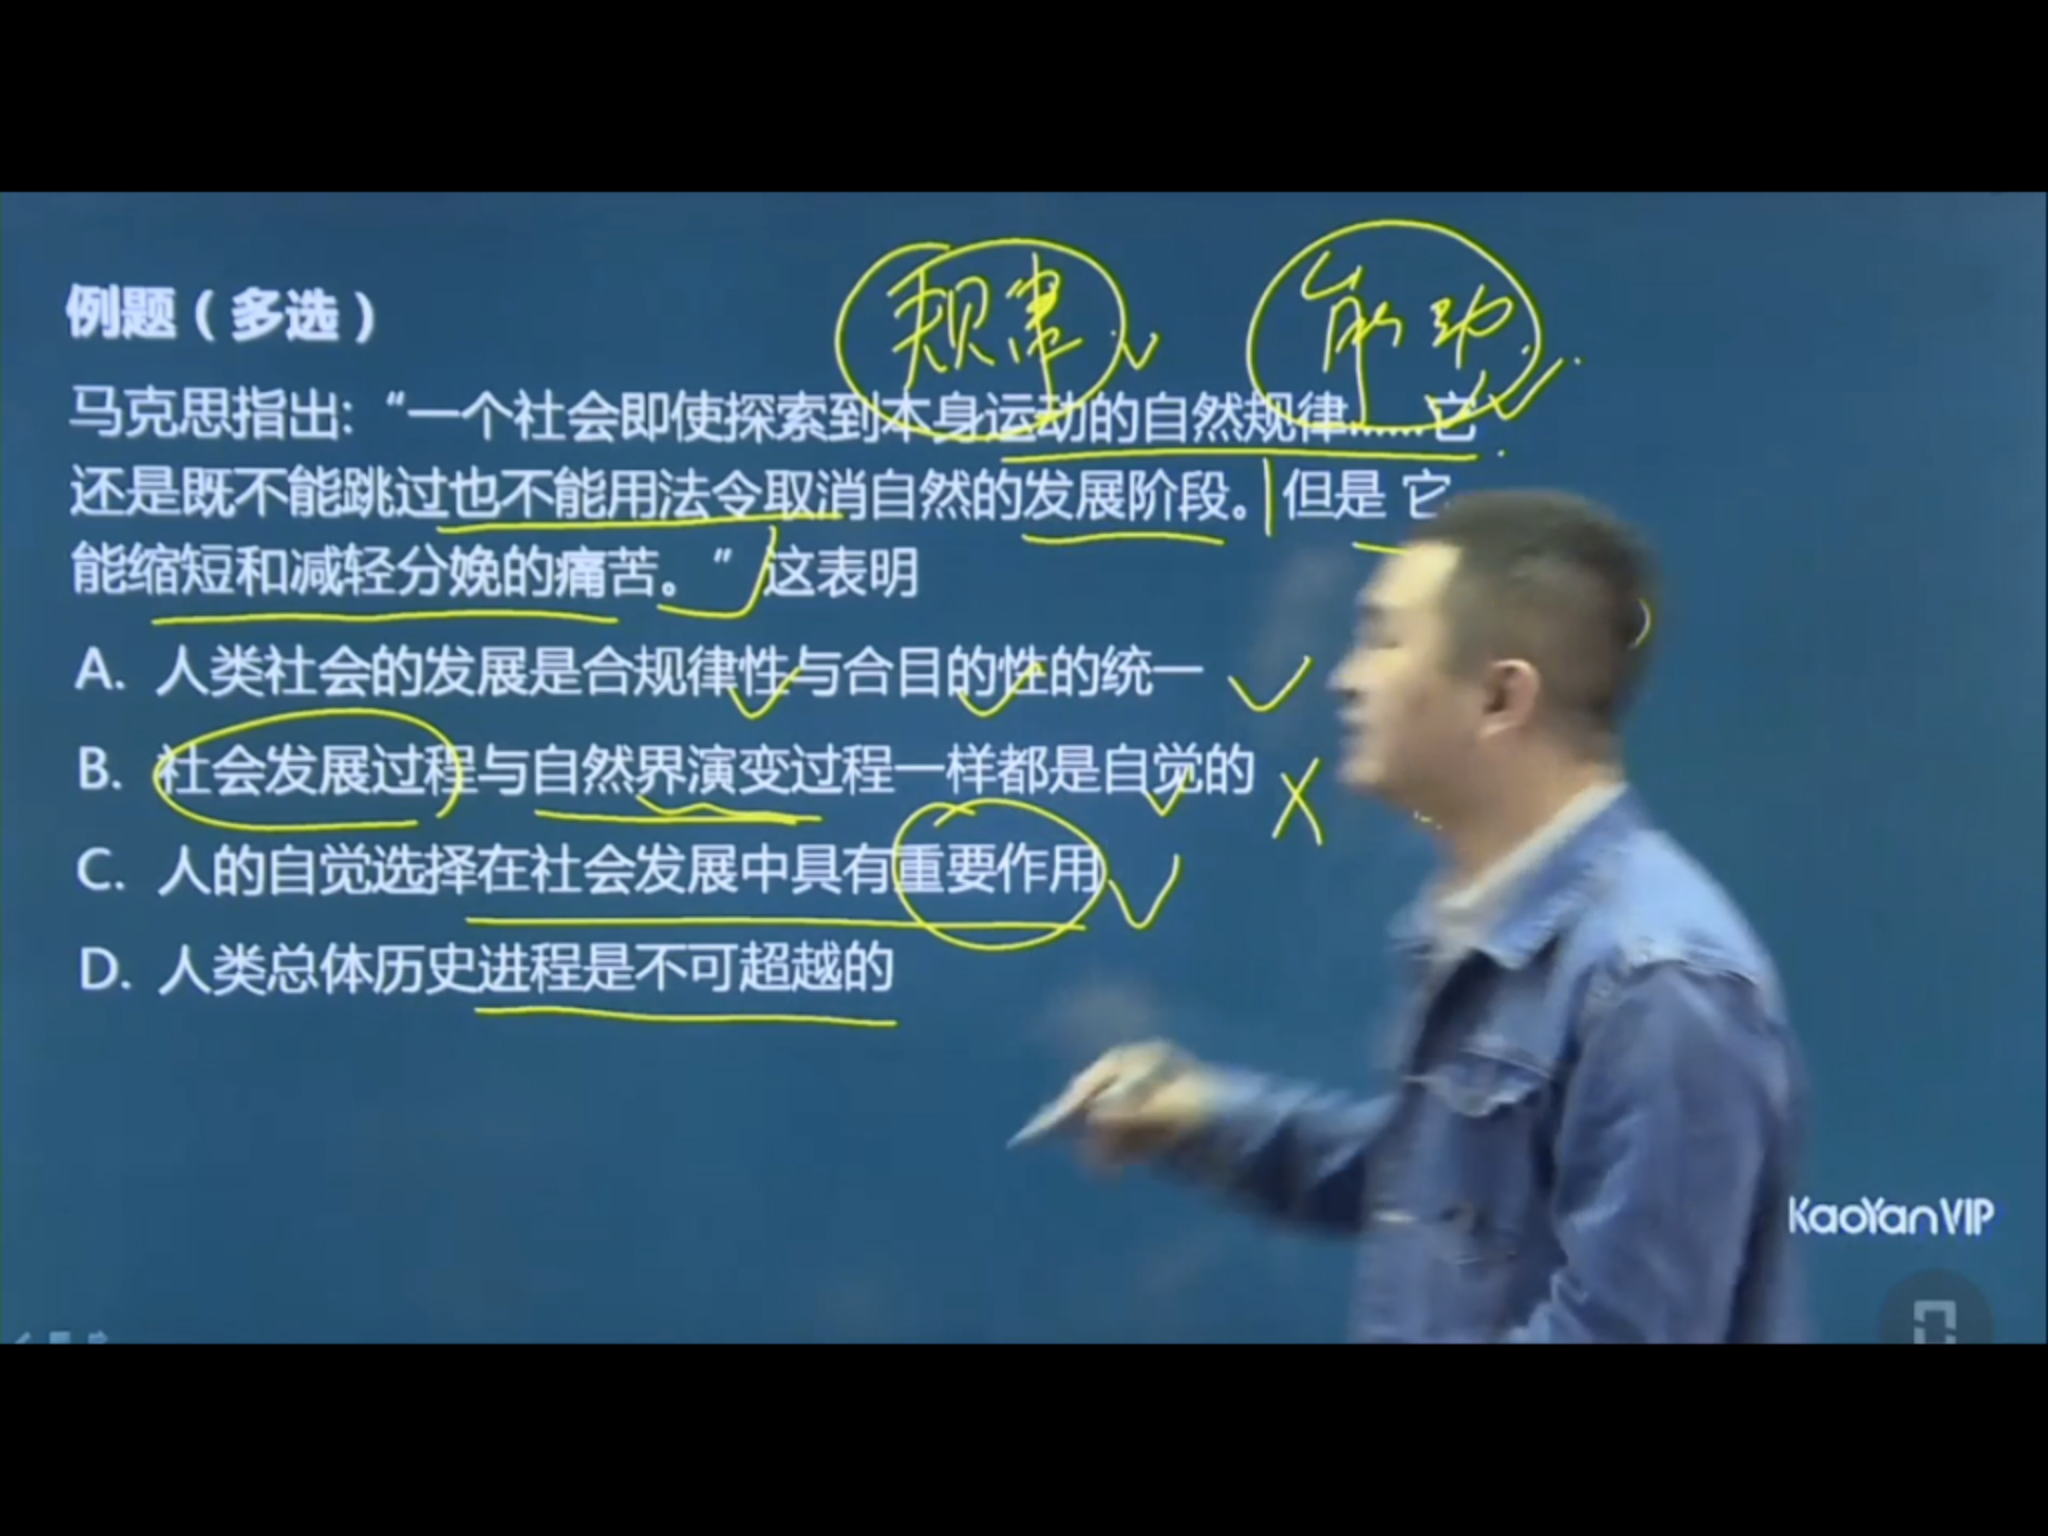 规律 能动
例题（多选）
马克思指出:“一个社会即使探索到本身运动的自然规律……它
还是既不能跳过也不能用法令取消自然的发展阶段。但是 它
能缩短和减轻分娩的痛苦。”这表明
A. 人类社会的发展是合规律性与合目的性的统一
B. 社会发展过程与自然界演变过程一样都是自觉的
C. 人的自觉选择在社会发展中具有重要作用
D. 人类总体历史进程是不可超越的
KaoYanVIP